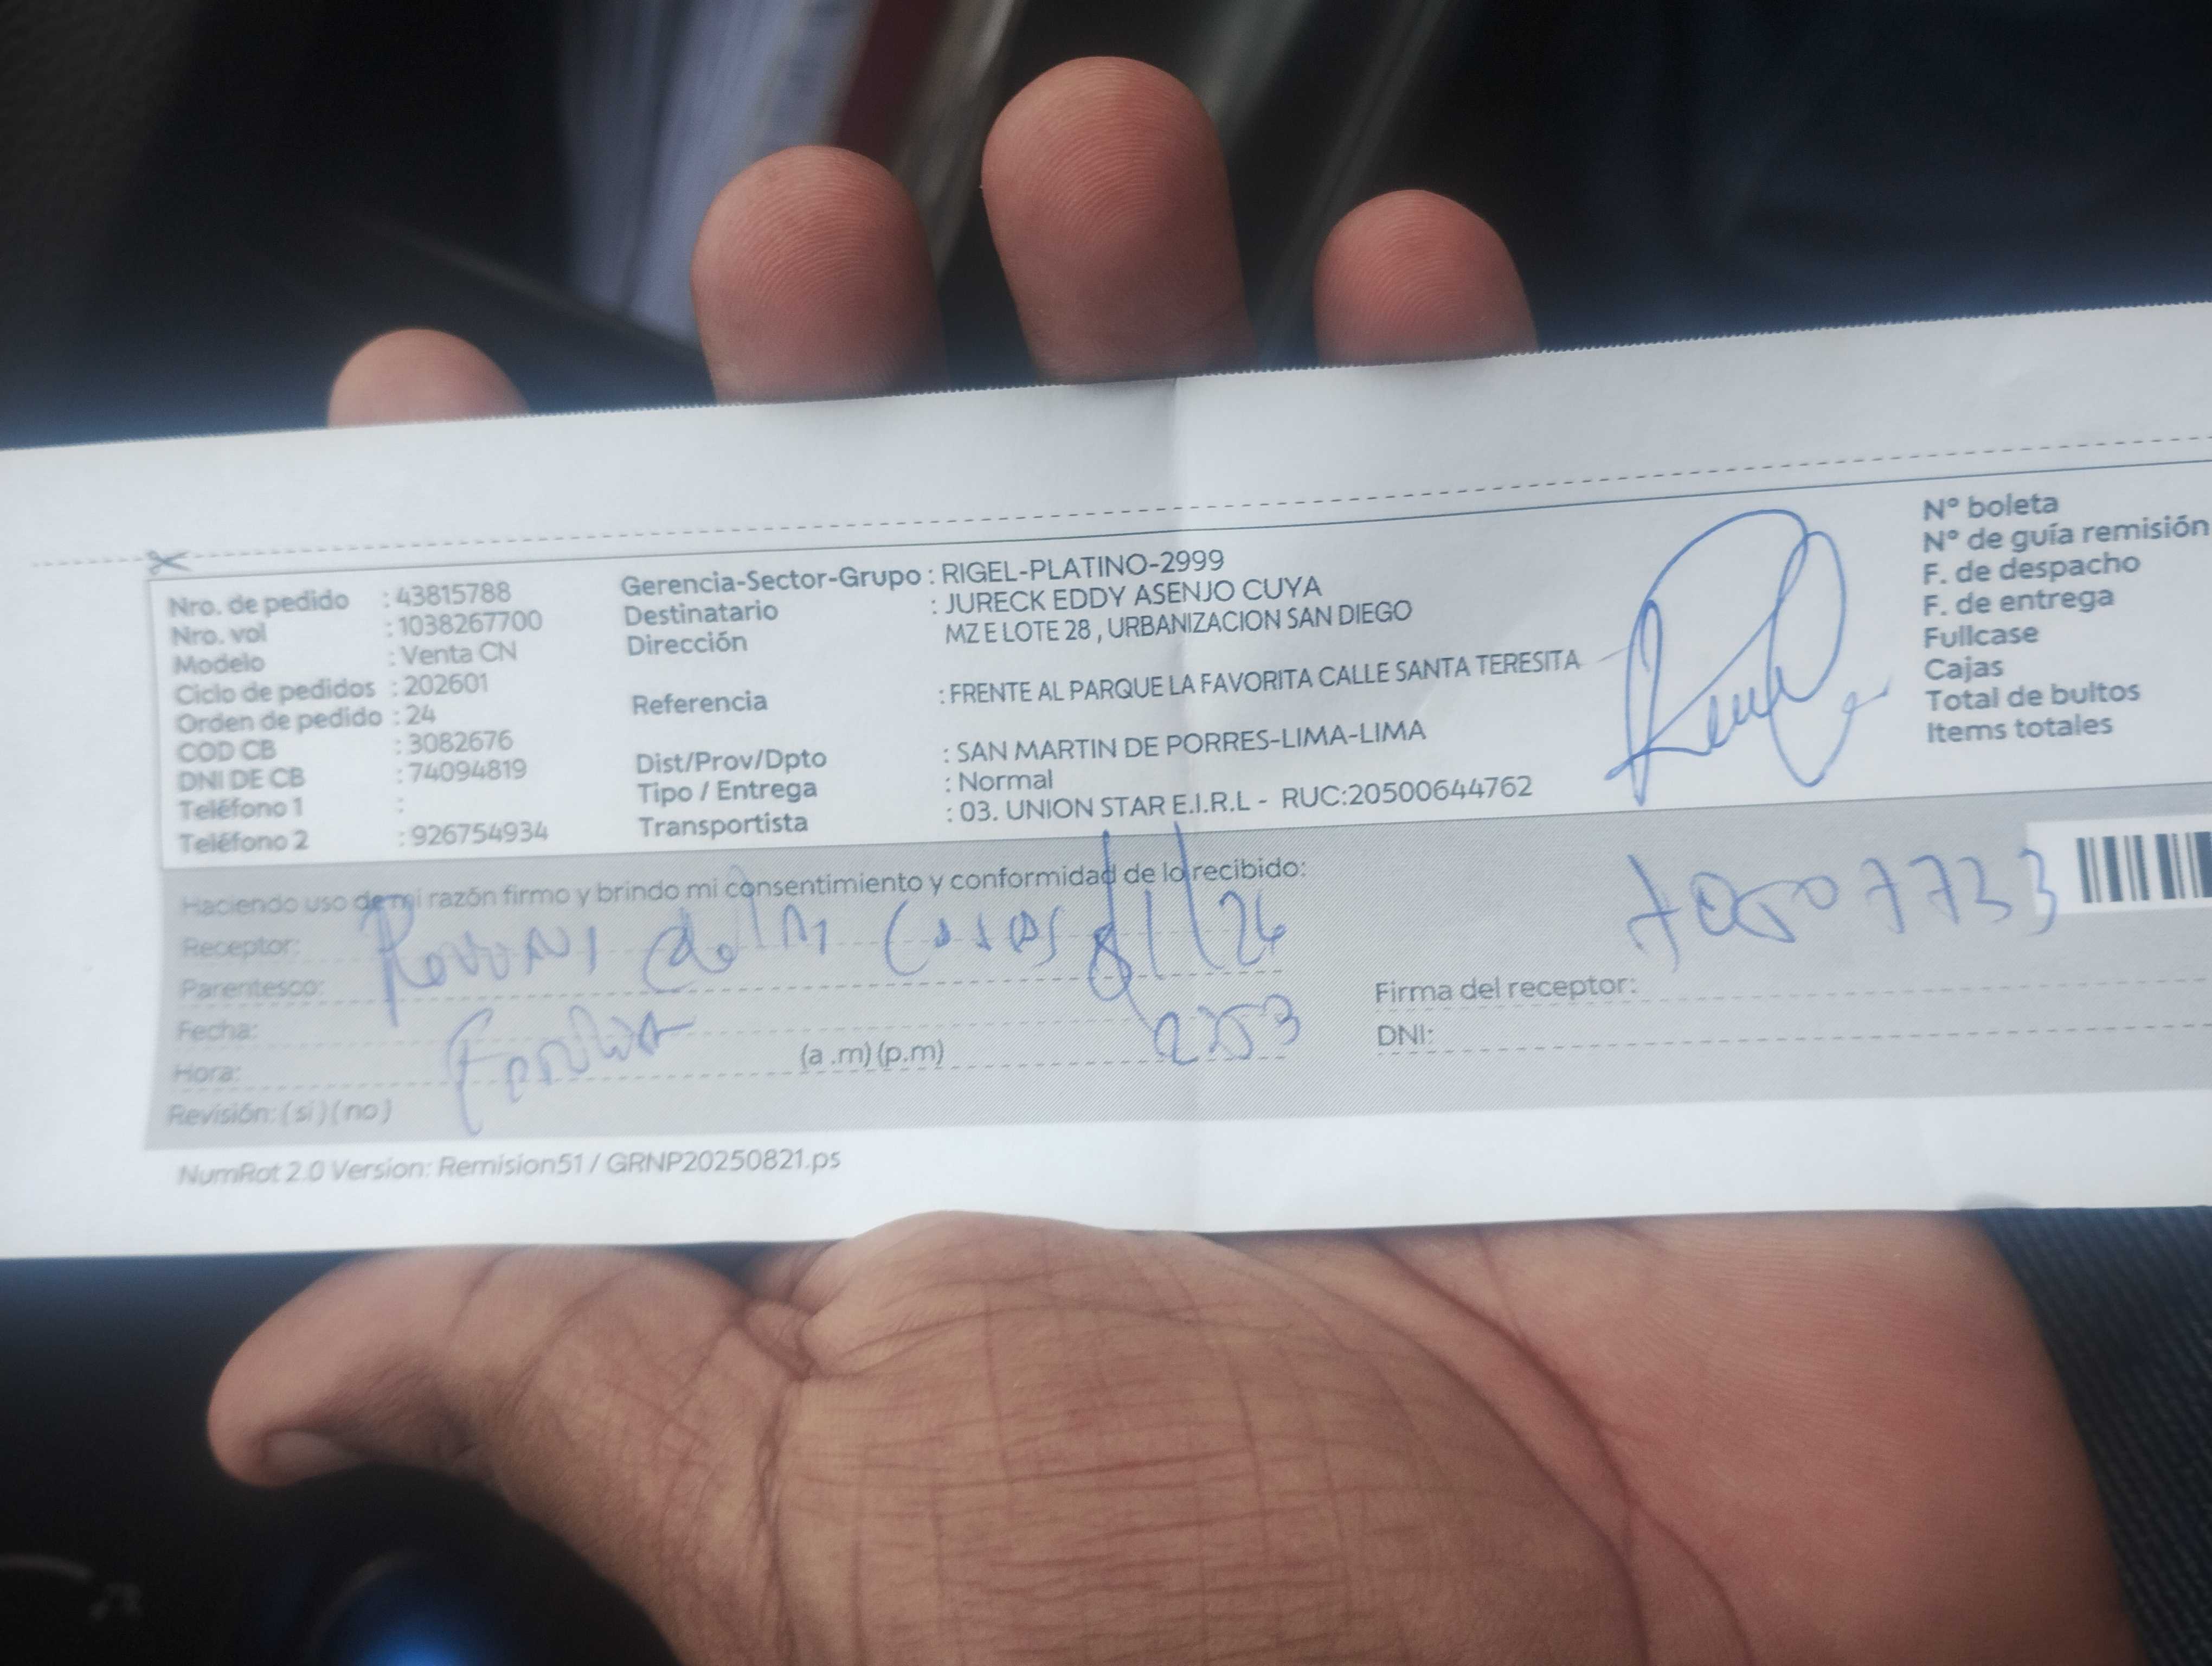 Nro. de pedido : 43815788
Nro. vol : 1038267700
Modelo : Venta CN
Ciclo de pedidos : 202601
Orden de pedido : 24
COD CB : 3082676
DNI DE CB : 74094819
Teléfono 1 :
Teléfono 2 : 926754934
Gerencia-Sector-Grupo : RIGEL-PLATINO-2999
Destinatario : JURECK EDDY ASENJO CUYA
Dirección MZ E LOTE 28 , URBANIZACION SAN DIEGO
Referencia : FRENTE AL PARQUE LA FAVORITA CALLE SANTA TERESITA
Dist/Prov/Dpto : SAN MARTIN DE PORRES-LIMA-LIMA
Tipo / Entrega : Normal
Transportista : 03. UNION STAR E.I.R.L - RUC:20500644762
N° boleta
N° de guía remisión
F. de despacho
F. de entrega
Fullcase
Cajas
Total de bultos
Items totales
Haciendo uso de mi razón firmo y brindo mi consentimiento y conformidad de lo recibido:
Receptor:
Parentesco:
Fecha:
Hora: (a .m) (p.m)
Revisión: (si) (no)
Firma del receptor:
DNI:
NumRot 2.0 Version: Remision51 / GRNP20250821.ps